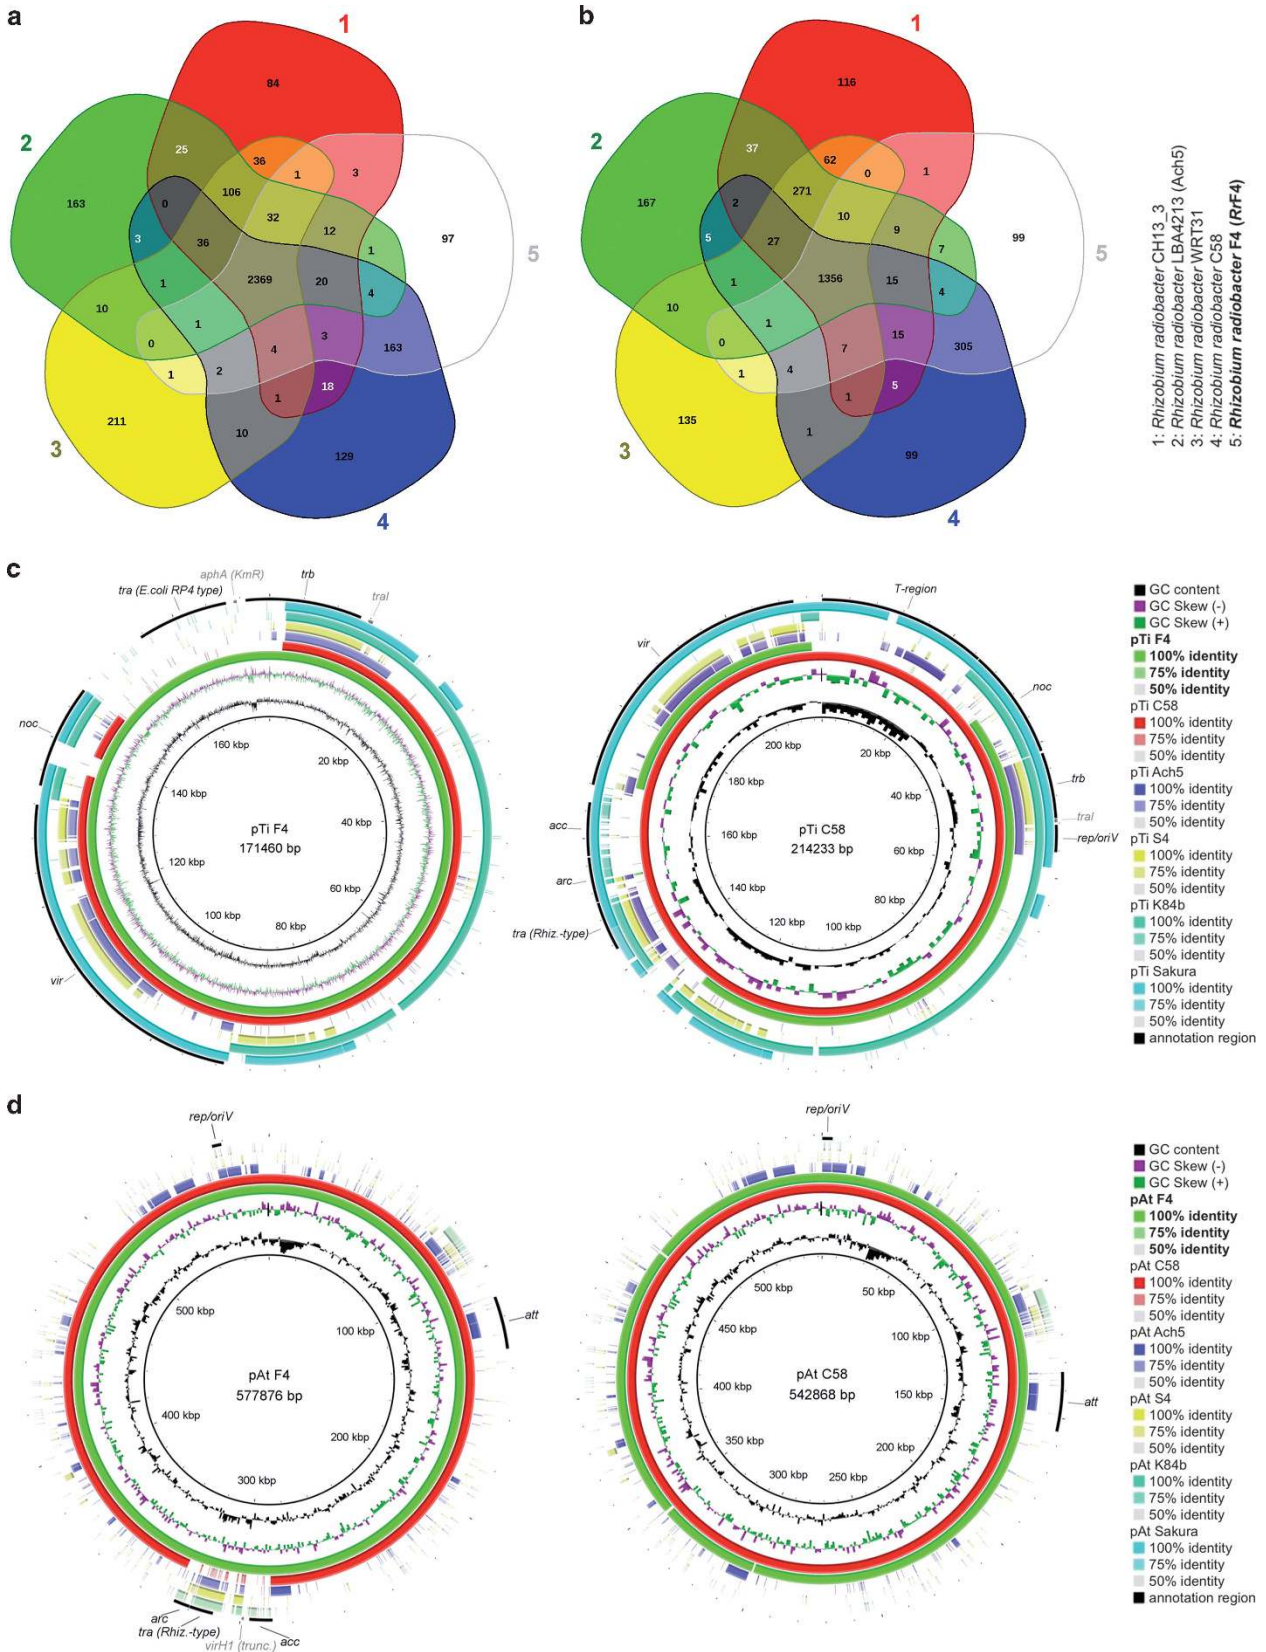 a
1
84
2
25
36
1
3
163
0
106
32
12
1
97
5
3
36
2369
20
4
10
1
1
0
1
2
4
3
163
18
1
211
10
129
3
4
b
1
116
2
37
62
0
1
167
2
271
10
9
7
99
5
5
27
1356
15
4
10
1
1
0
1
4
7
15
305
5
1
135
1
99
3
4
1: Rhizobium radiobacter CH13_3
2: Rhizobium radiobacter LBA4213 (Ach5)
3: Rhizobium radiobacter WRT31
4: Rhizobium radiobacter C58
5: Rhizobium radiobacter F4 (RrF4)
c
aphA (KmR)
tra (E.coli RP4 type)
trb
traI
noc
vir
160 kbp
20 kbp
140 kbp
40 kbp
120 kbp
60 kbp
100 kbp
80 kbp
pTi F4
171460 bp
T-region
vir
noc
trb
traI
rep/oriV
acc
arc
tra (Rhiz.-type)
200 kbp
20 kbp
180 kbp
40 kbp
160 kbp
60 kbp
140 kbp
80 kbp
120 kbp
100 kbp
pTi C58
214233 bp
GC content
GC Skew (-)
GC Skew (+)
pTi F4
100% identity
75% identity
50% identity
pTi C58
100% identity
75% identity
50% identity
pTi Ach5
100% identity
75% identity
50% identity
pTi S4
100% identity
75% identity
50% identity
pTi K84b
100% identity
75% identity
50% identity
pTi Sakura
100% identity
75% identity
50% identity
annotation region
d
rep/oriV
att
500 kbp
100 kbp
400 kbp
200 kbp
300 kbp
pAt F4
577876 bp
arc
tra (Rhiz.-type)
virH1 (trunc.)
acc
rep/oriV
att
500 kbp
50 kbp
450 kbp
100 kbp
400 kbp
150 kbp
350 kbp
200 kbp
300 kbp
250 kbp
pAt C58
542868 bp
GC content
GC Skew (-)
GC Skew (+)
pAt F4
100% identity
75% identity
50% identity
pAt C58
100% identity
75% identity
50% identity
pAt Ach5
100% identity
75% identity
50% identity
pAt S4
100% identity
75% identity
50% identity
pAt K84b
100% identity
75% identity
50% identity
pAt Sakura
100% identity
75% identity
50% identity
annotation region